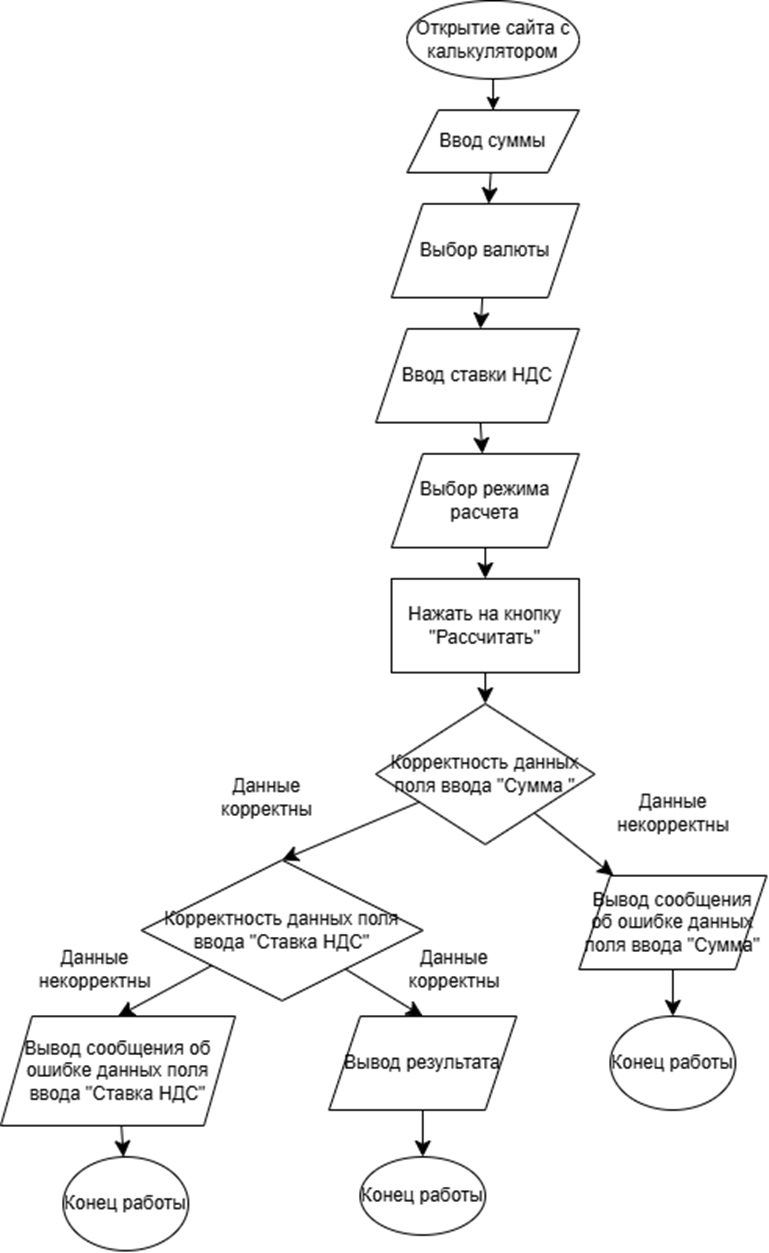 Открытие сайта с
калькулятором
Ввод суммы
Выбор валюты
Ввод ставки НДС
Выбор режима
расчета
Нажать на кнопку
"Рассчитать"
Корректность данных
поля ввода "Сумма "
Данные
корректны
Данные
некорректны
Корректность данных поля
ввода "Ставка НДС"
Вывод сообщения
об ошибке данных
поля ввода "Сумма"
Данные
некорректны
Данные
корректны
Вывод сообщения об
ошибке данных поля
ввода "Ставка НДС"
Вывод результата
Конец работы
Конец работы
Конец работы